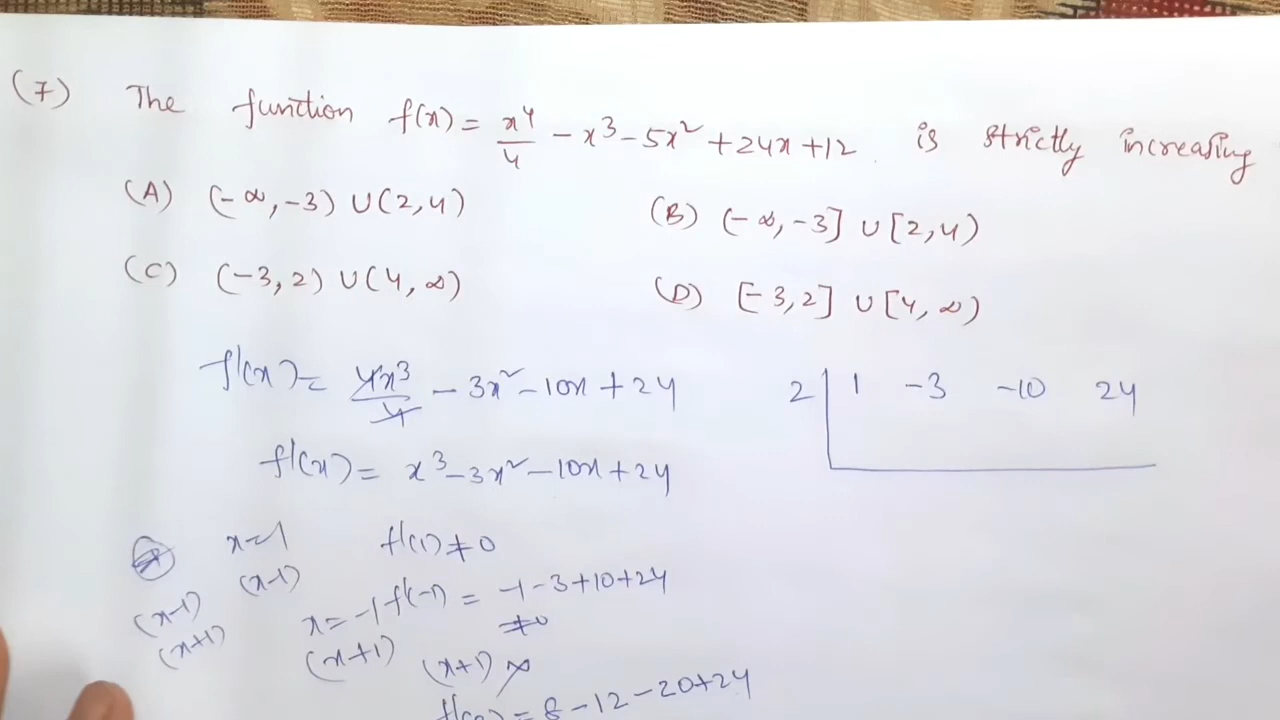 (7) The function f(x) = x⁴/4 - x³ - 5x² + 24x + 12 is strictly increasing
(A) (-∞, -3) ∪ (2, 4)
(B) (-∞, -3] ∪ [2, 4)
(C) (-3, 2) ∪ (4, ∞)
(D) [-3, 2] ∪ [4, ∞)
f'(x) = 4x³/4 - 3x² - 10x + 24
2 | 1 -3 -10 24
f'(x) = x³ - 3x² - 10x + 24
x=1 f'(1) ≠ 0
(x-1)
x = -1 f'(-1) = -1 - 3 + 10 + 24
≠0
(x-1)
(x+1)
(x+1)
(x+1) ×
= 8 - 12 - 20 + 24